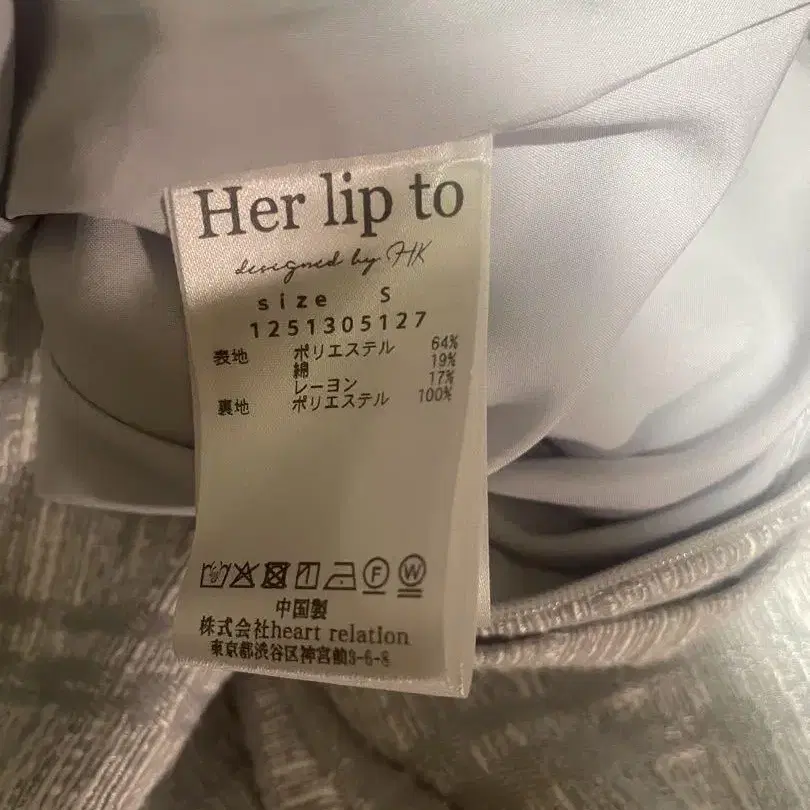 Her lip to
designed by HK
size S
1251305127
表地 ポリエステル 64%
綿 19%
レーヨン 17%
裏地 ポリエステル 100%
F W
中国製
株式会社heart relation
東京都渋谷区神宮前3-6-8